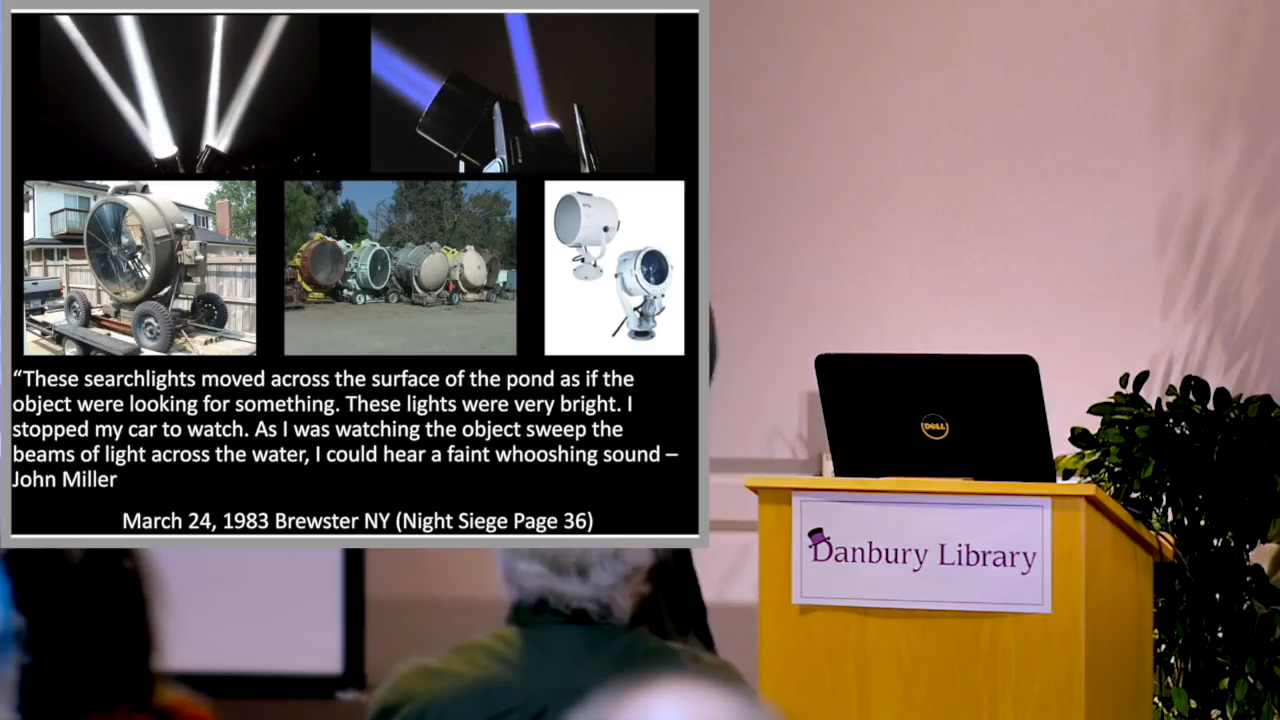 “These searchlights moved across the surface of the pond as if the
object were looking for something. These lights were very bright. I
stopped my car to watch. As I was watching the object sweep the
beams of light across the water, I could hear a faint whooshing sound –
John Miller
March 24, 1983 Brewster NY (Night Siege Page 36)
DELL
Danbury Library